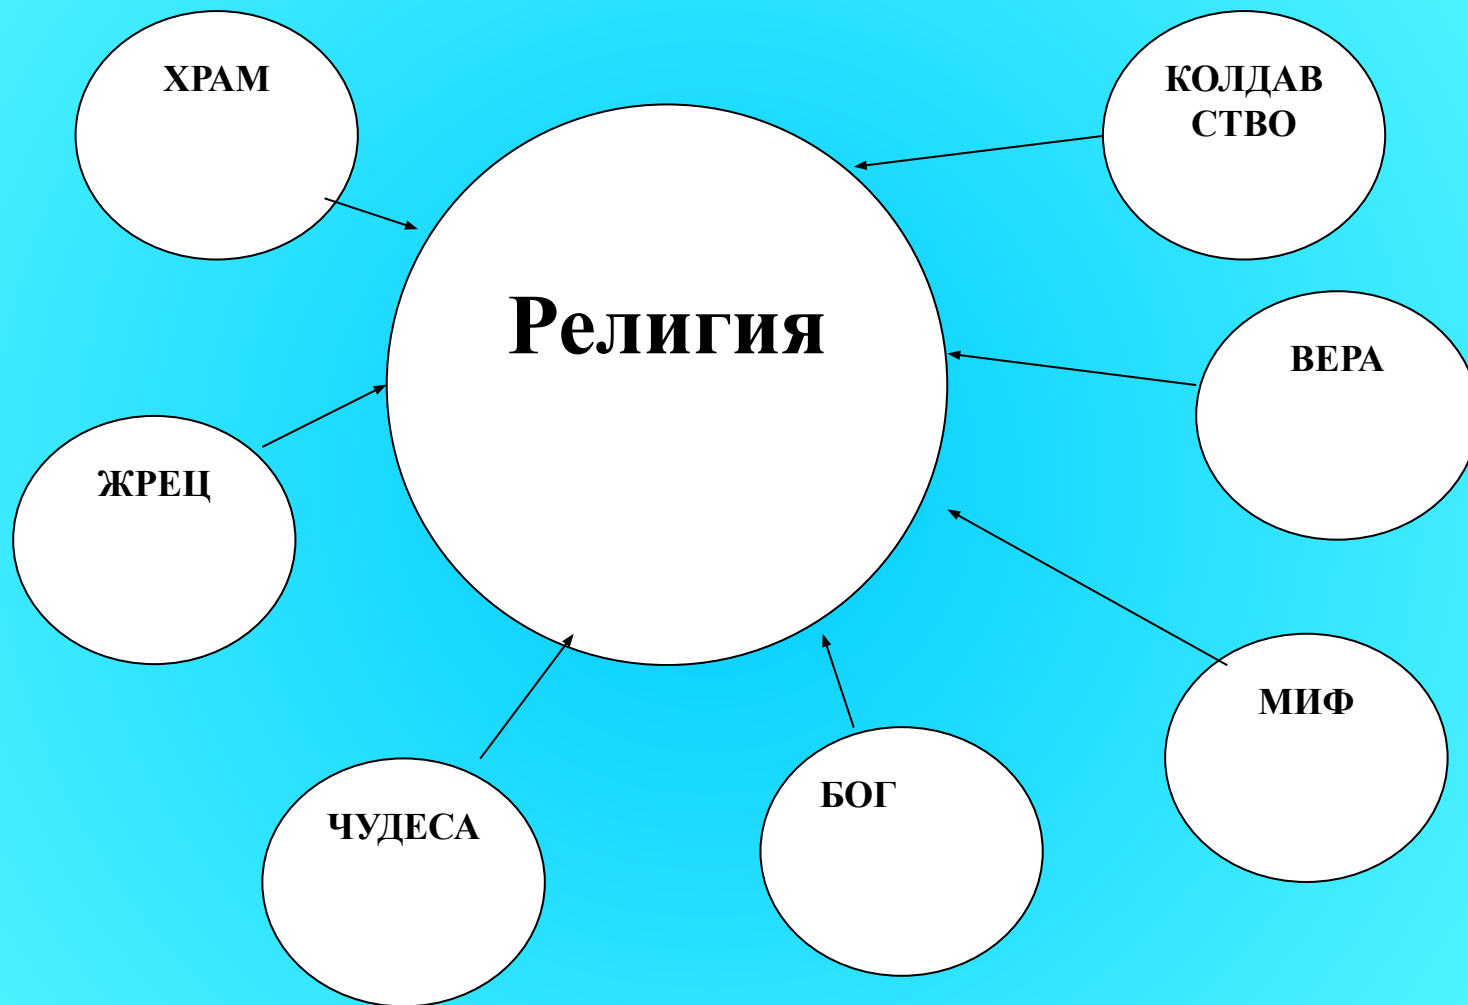 ХРАМ
КОЛДАВ
СТВО
Религия
ВЕРА
ЖРЕЦ
МИФ
БОГ
ЧУДЕСА